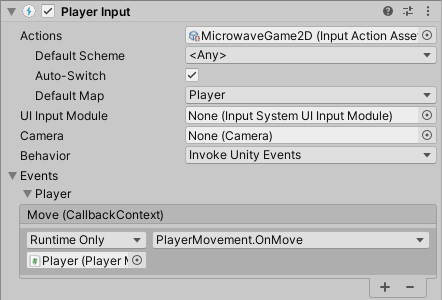 Player Input
Actions MicrowaveGame2D (Input Action Asse
Default Scheme <Any>
Auto-Switch
Default Map Player
UI Input Module None (Input System UI Input Module)
Camera None (Camera)
Behavior Invoke Unity Events
Events
Player
Move (CallbackContext)
Runtime Only PlayerMovement.OnMove
Player (Player M